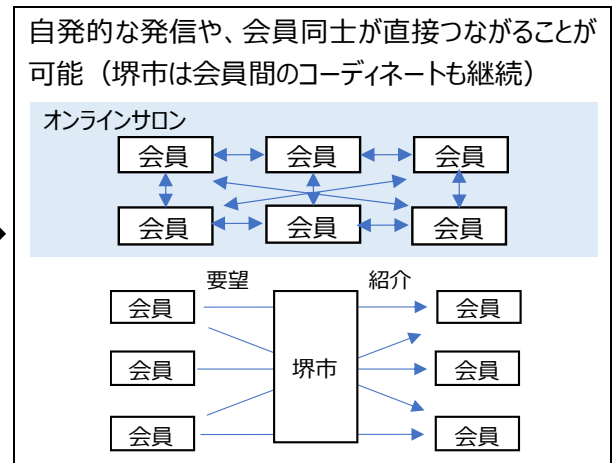 自発的な発信や、会員同士が直接つながることが
可能（堺市は会員間のコーディネートも継続）
オンラインサロン
会員 会員 会員
会員 会員 会員
要望 紹介
会員 会員
会員 堺市 会員
会員 会員